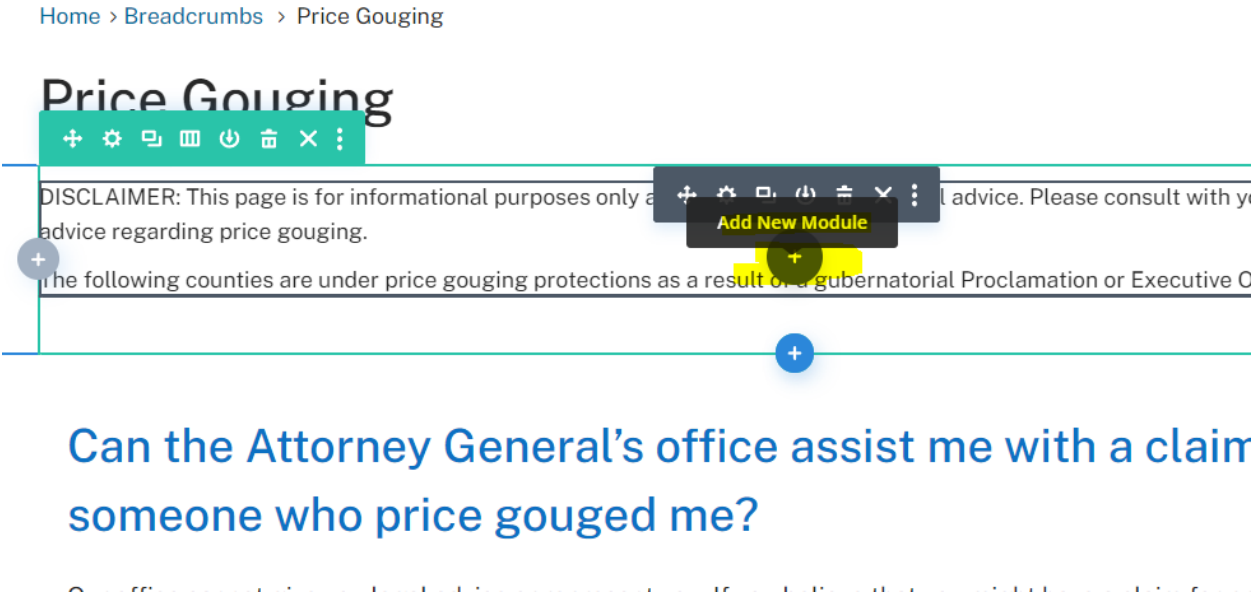 Home > Breadcrumbs > Price Gouging
Price Gouging
DISCLAIMER: This page is for informational purposes only l advice. Please consult with
Add New Module
advice regarding price gouging.
The following counties are under price gouging protections as a result of a gubernatorial Proclamation or Executive
Can the Attorney General’s office assist me with a claim
someone who price gouged me?